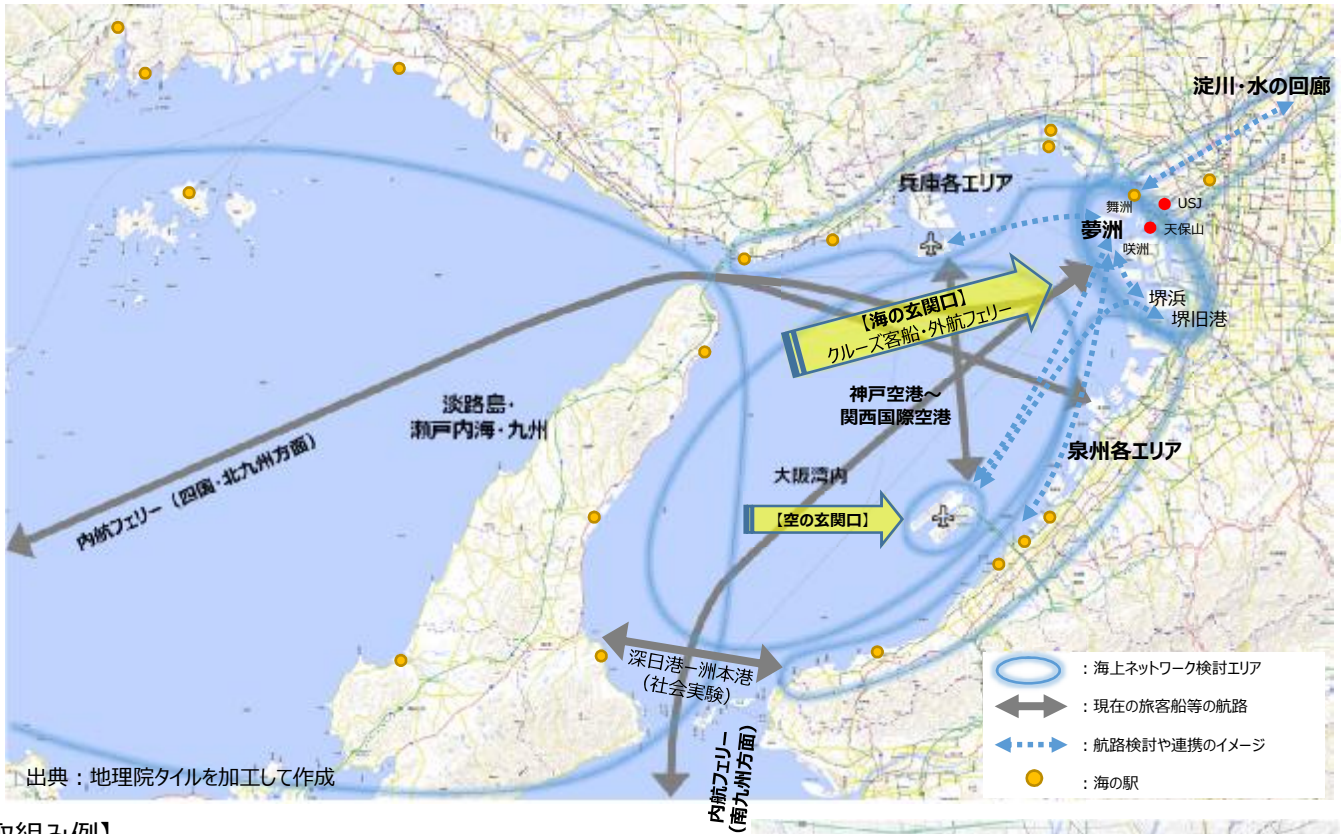 淀川・水の回廊
兵庫各エリア
舞洲
USJ
夢洲
天保山
咲洲
堺浜
堺旧港
【海の玄関口】
クルーズ客船・外航フェリー
神戸空港～
関西国際空港
淡路島・
瀬戸内海・九州
内航フェリー（四国・北九州方面）
泉州各エリア
大阪湾内
【空の玄関口】
深日港－洲本港
（社会実験）
内航フェリー
（南九州方面）
：海上ネットワーク検討エリア
：現在の旅客船等の航路
：航路検討や連携のイメージ
：海の駅
出典：地理院タイルを加工して作成